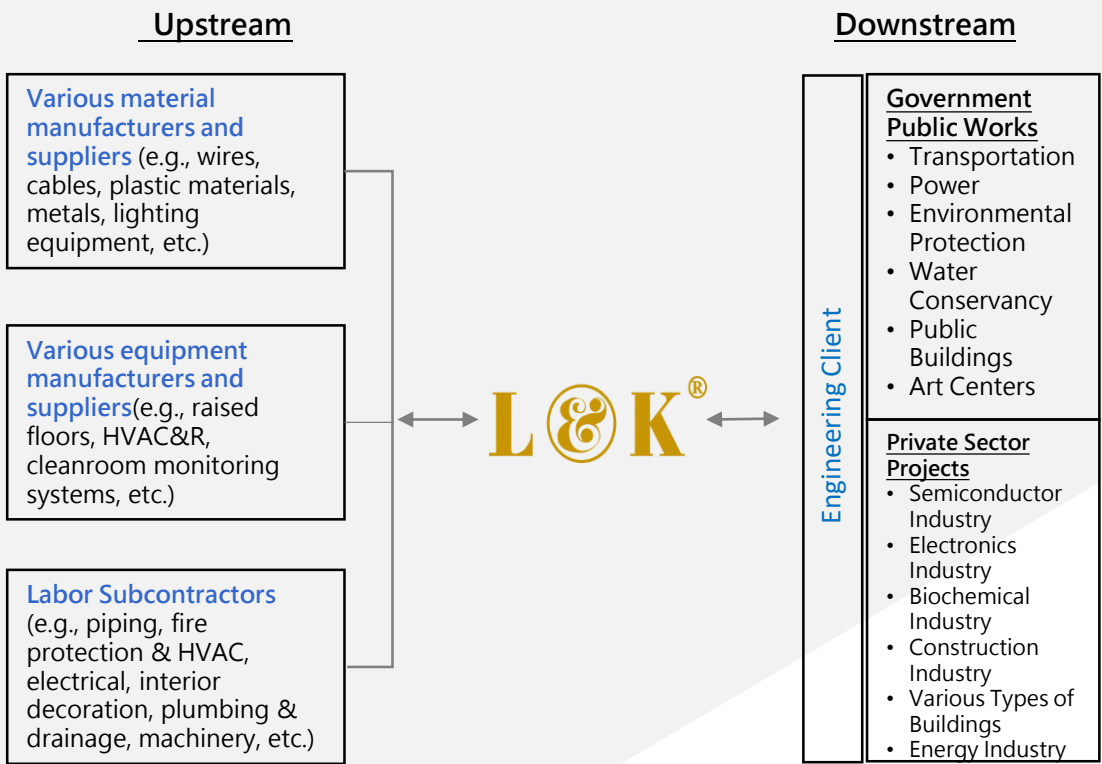 Upstream
Various material
manufacturers and
suppliers (e.g., wires,
cables, plastic materials,
metals, lighting
equipment, etc.)
Various equipment
manufacturers and
suppliers(e.g., raised
floors, HVAC&R,
cleanroom monitoring
systems, etc.)
Labor Subcontractors
(e.g., piping, fire
protection & HVAC,
electrical, interior
decoration, plumbing &
drainage, machinery, etc.)
L&K®
Downstream
Engineering Client
Government
Public Works
• Transportation
• Power
• Environmental
Protection
• Water
Conservancy
• Public
Buildings
• Art Centers
Private Sector
Projects
• Semiconductor
Industry
• Electronics
Industry
• Biochemical
Industry
• Construction
Industry
• Various Types of
Buildings
• Energy Industry